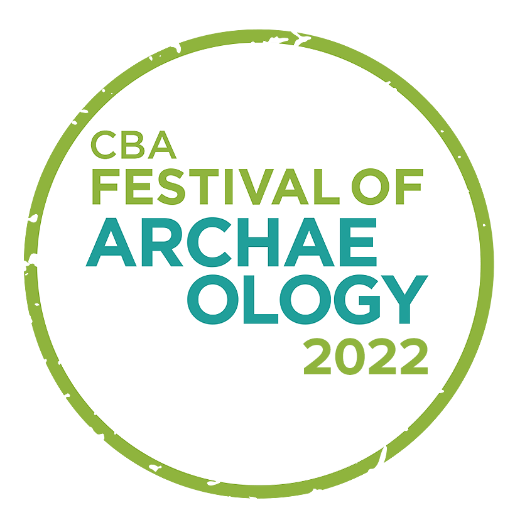 CBA
FESTIVAL OF
ARCHAE
OLOGY
2022